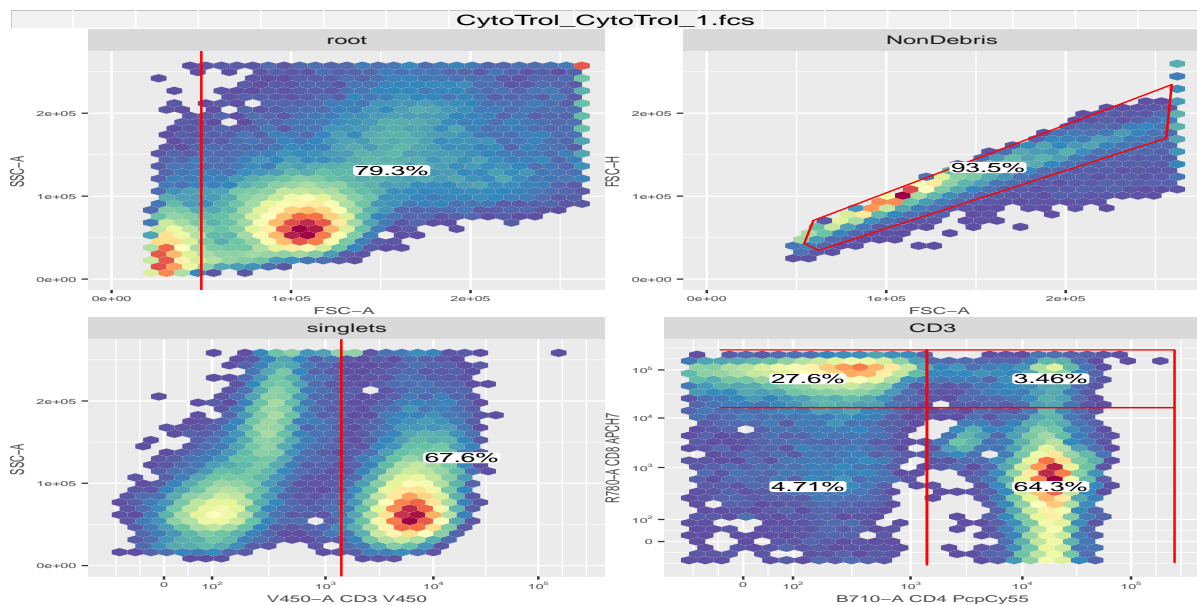 CytoTrol_CytoTrol_1.fcs
root
SSC−A
2e+05
1e+05
0e+00
79.3%
0e+00 1e+05 2e+05
FSC−A
NonDebris
FSC−H
2e+05
1e+05
0e+00
93.5%
0e+00 1e+05 2e+05
FSC−A
singlets
SSC−A
2e+05
1e+05
0e+00
67.6%
0 10² 10³ 10⁴ 10⁵
V450−A CD3 V450
CD3
R780−A CD8 APCH7
10⁵
10⁴
10³
10²
0
27.6% 3.46%
4.71% 64.3%
0 10² 10³ 10⁴ 10⁵
B710−A CD4 PcpCy55